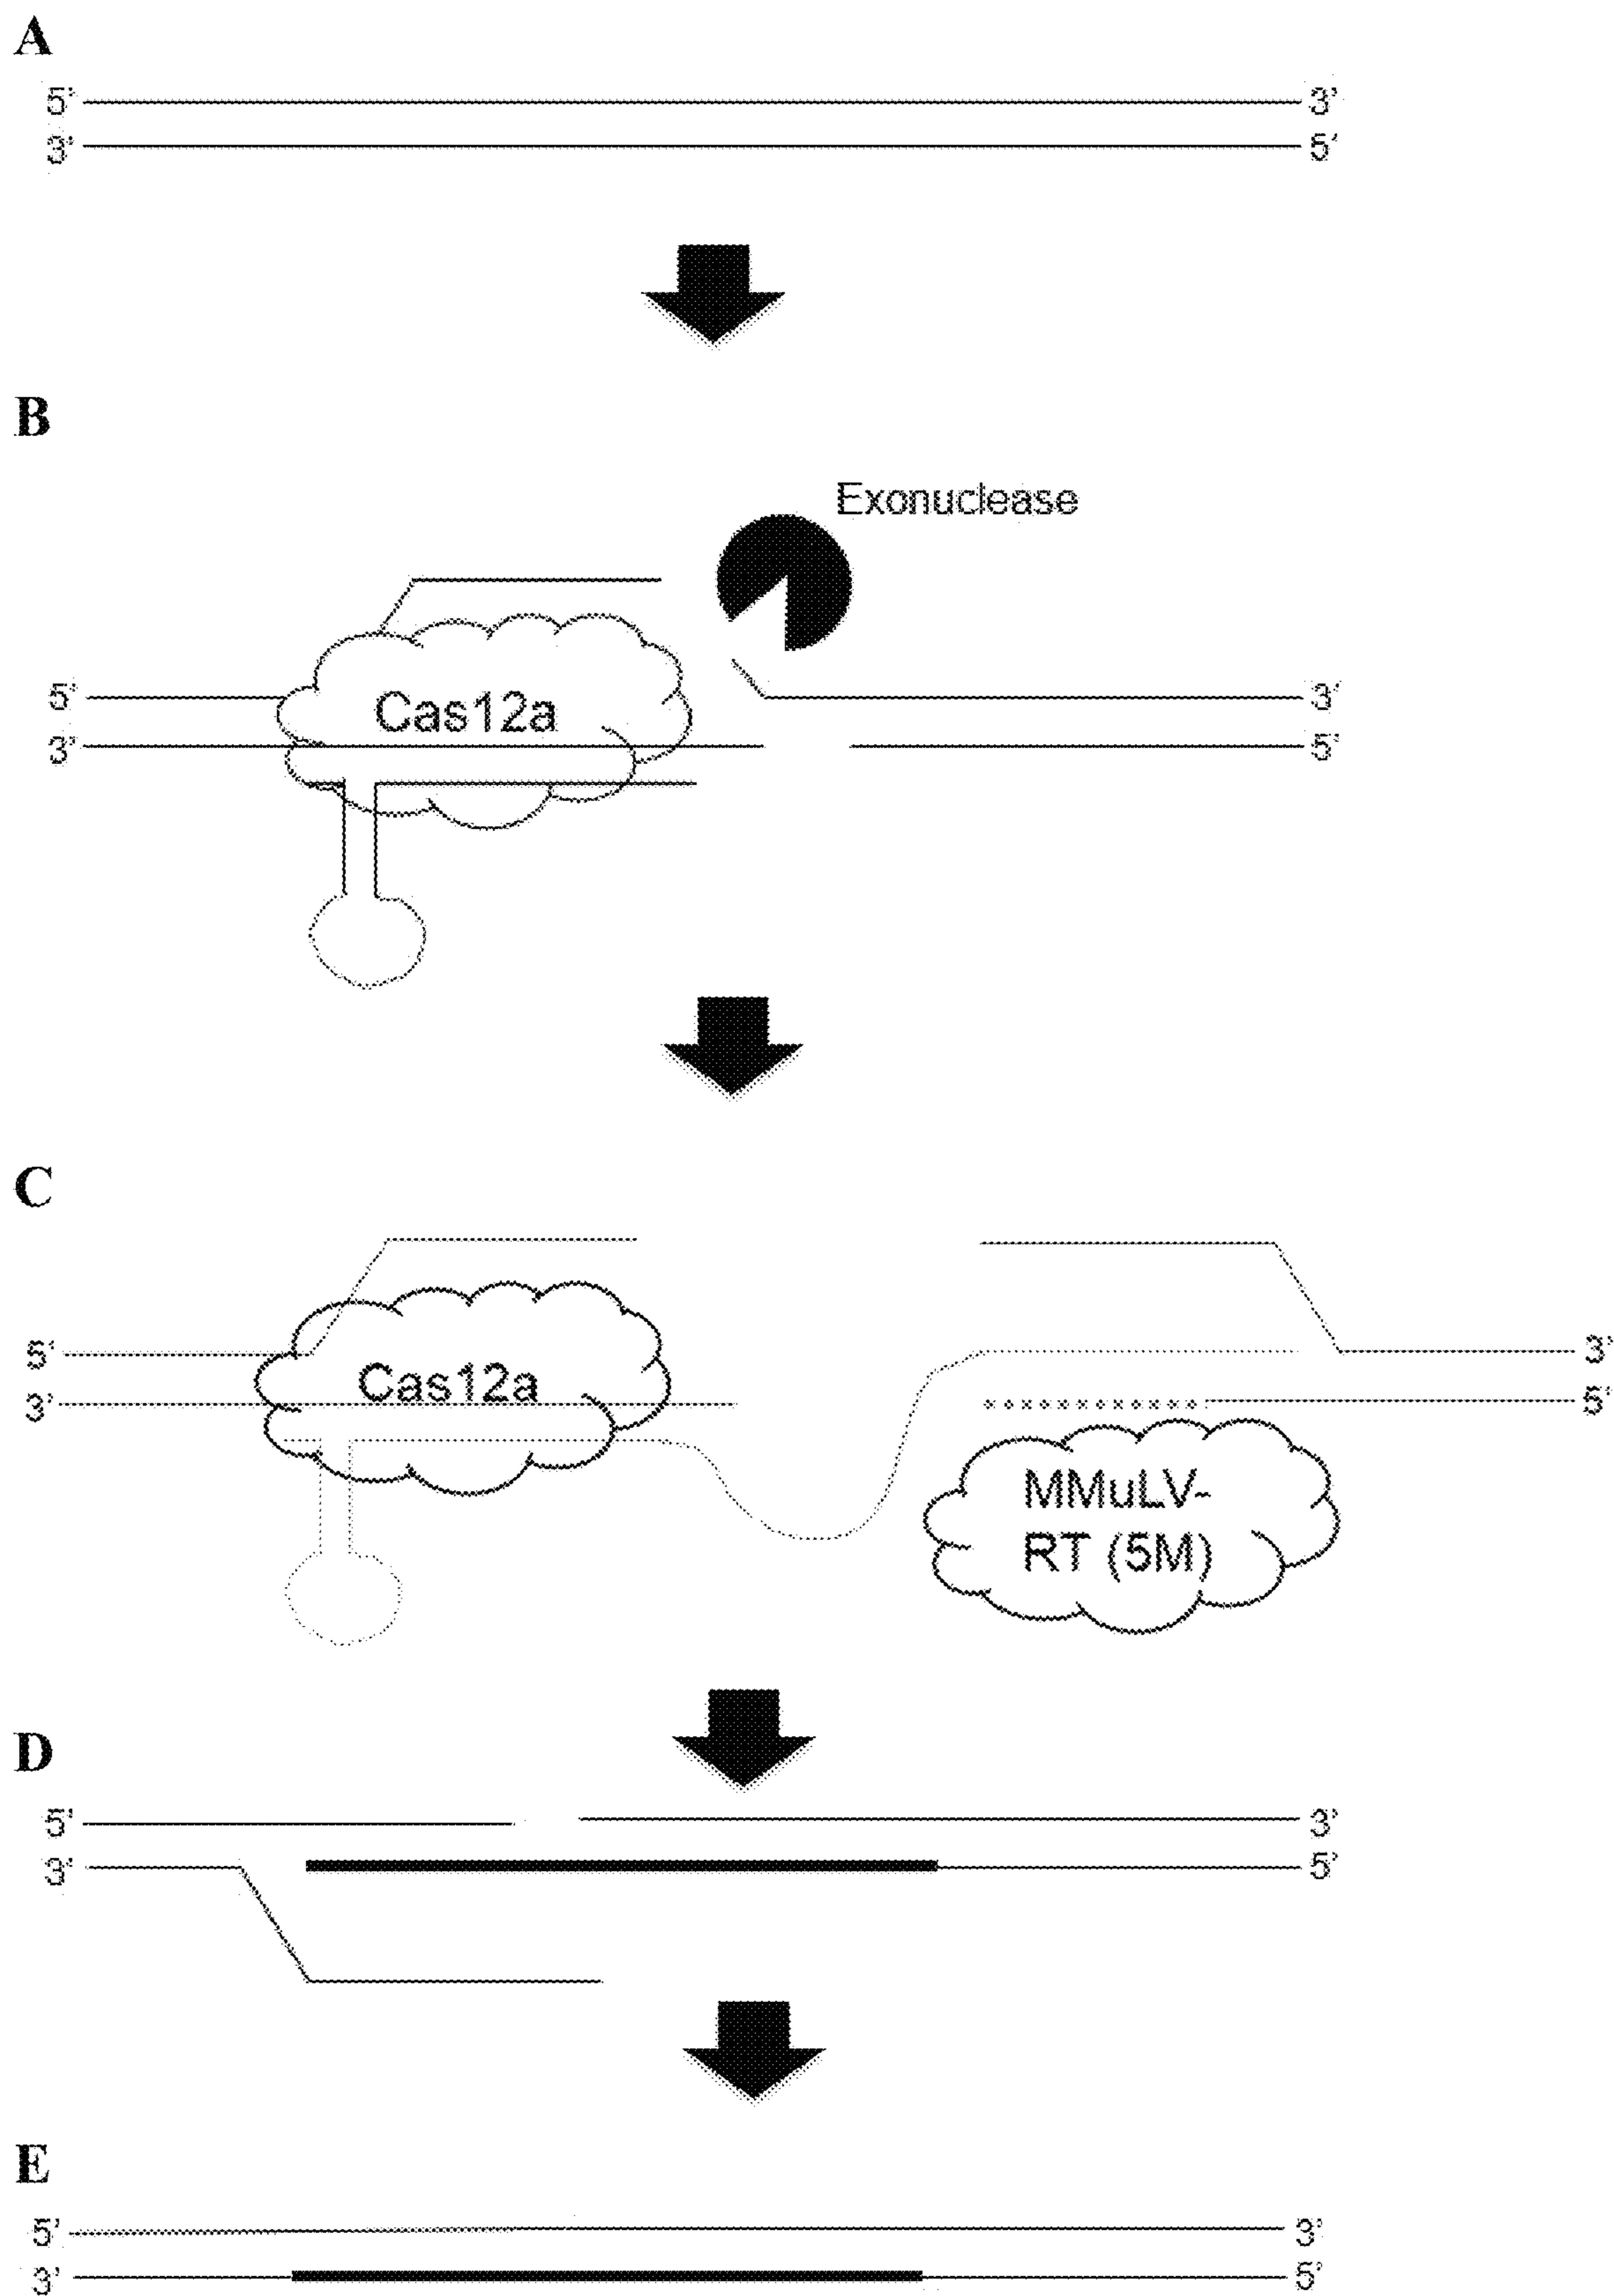 A
5' 3'
3' 5'
B
Exonuclease
Cas12a
5' 3'
3' 5'
C
5' 3'
Cas12a
3' 5'
MMuLV-
RT (5M)
D
5' 3'
3' 5'
E
5' 3'
3' 5'